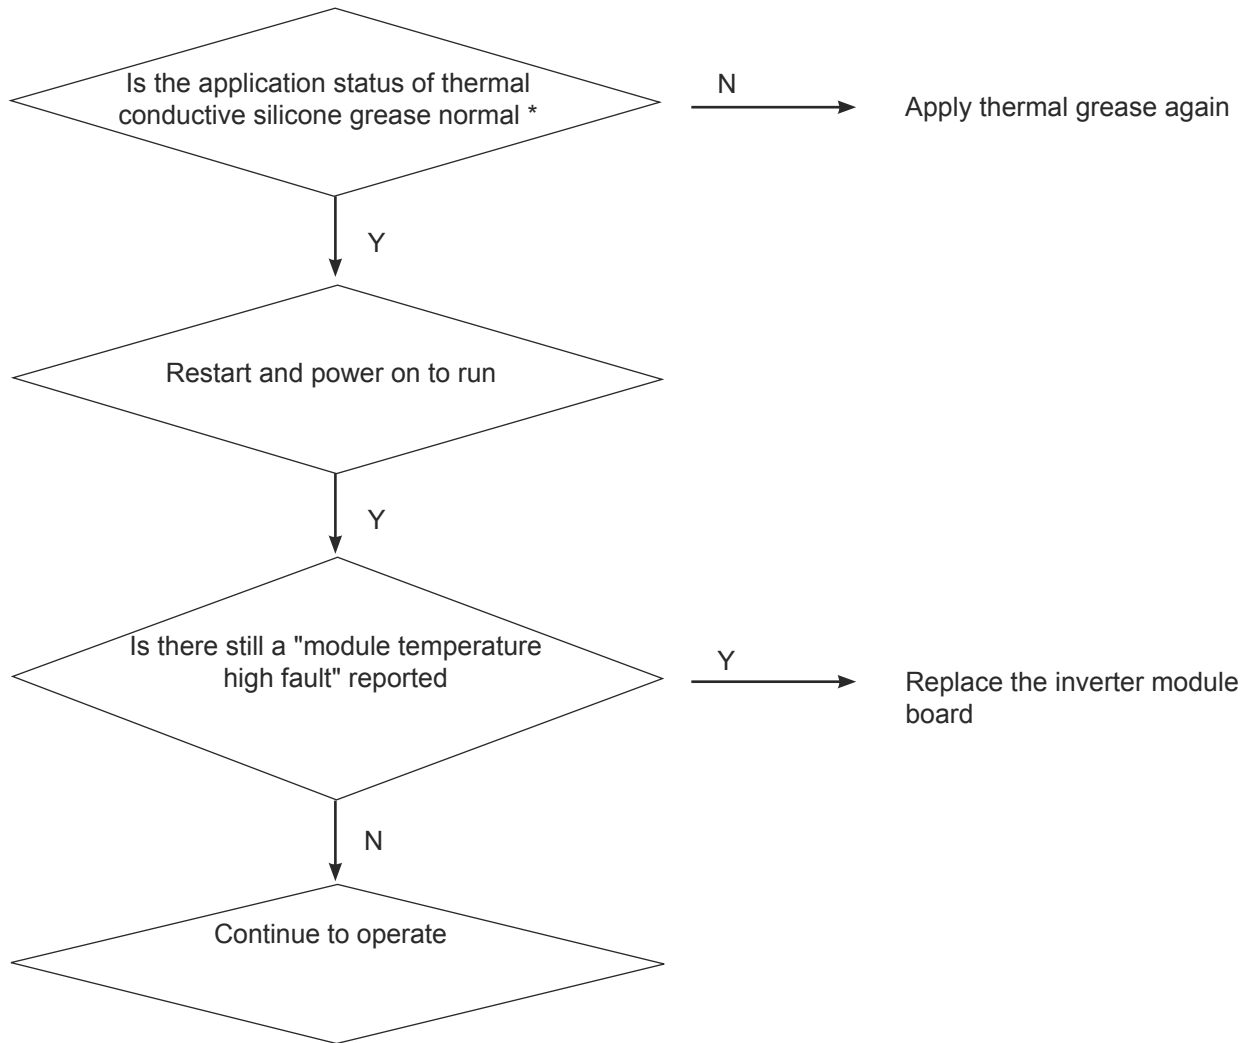 Is the application status of thermal
conductive silicone grease normal *
N
Apply thermal grease again
Y
Restart and power on to run
Y
Is there still a "module temperature
high fault" reported
Y
Replace the inverter module
board
N
Continue to operate